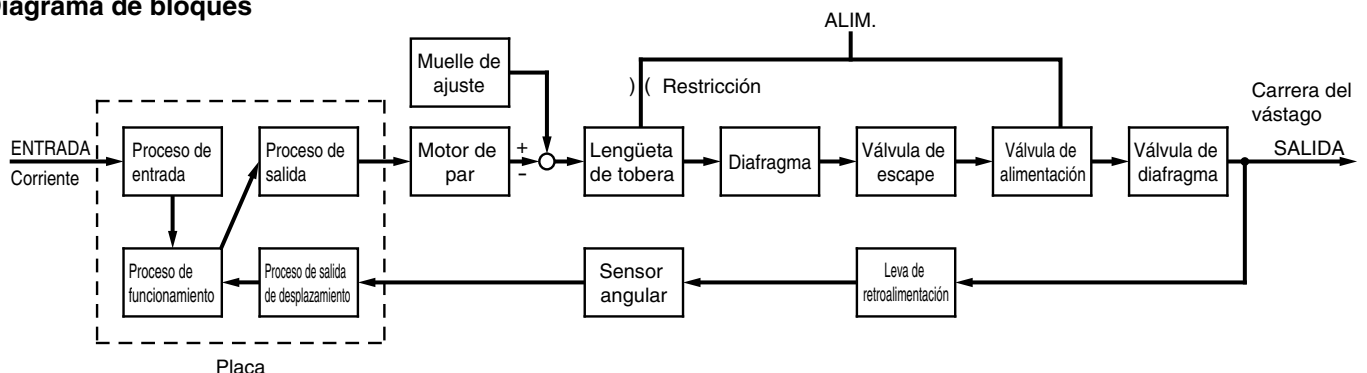 Diagrama de bloques
ALIM.
Muelle de
ajuste
) ( Restricción
Carrera del
vástago
ENTRADA
Corriente
Proceso de
entrada
Proceso de
salida
Motor de
par
+
-
Lengüeta
de tobera
Diafragma
Válvula de
escape
Válvula de
alimentación
Válvula de
diafragma
SALIDA
Proceso de
funcionamiento
Proceso de salida
de desplazamiento
Sensor
angular
Leva de
retroalimentación
Placa